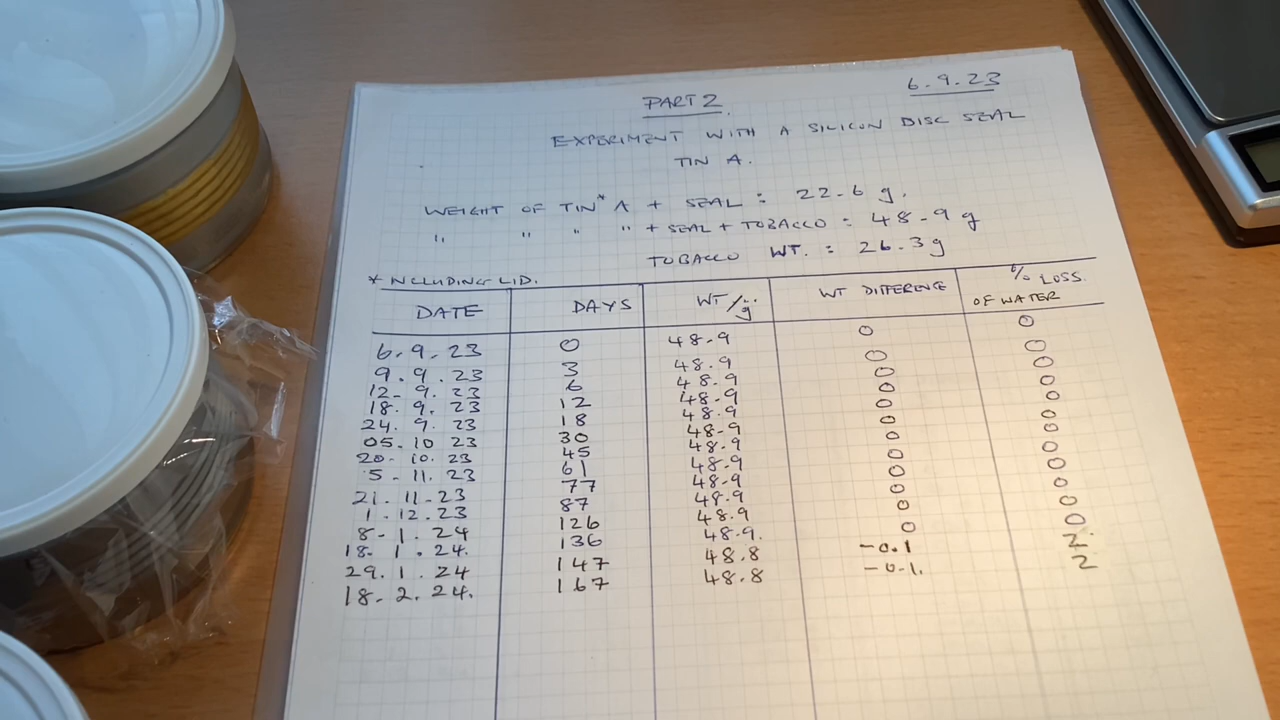 6.9.23
PART 2
EXPERIMENT WITH A SILICON DISC SEAL
TIN A.
WEIGHT OF TIN* A + SEAL : 22.6 g.
" " " " + SEAL + TOBACCO : 48.9 g
TOBACCO WT. : 26.3 g
* INCLUDING LID.
DATE DAYS WT/g WT DIFFERENCE % LOSS OF WATER
6.9.23 0 48.9 0 0
9.9.23 3 48.9 0 0
12-9.23 6 48.9 0 0
18.9.23 12 48.9 0 0
24.9.23 18 48.9 0 0
05-10 23 30 48.9 0 0
20-10.23 45 48.9 0 0
5-11.23 61 48.9 0 0
21.11-23 77 48.9 0 0
1.12.23 87 48.9 0 0
8-1.24 126 48.9 0 0
18.1.24. 136 48.9. 0 0
29.1.24 147 48.8 -0.1 2.
18-2.24. 167 48.8 -0.1. 2